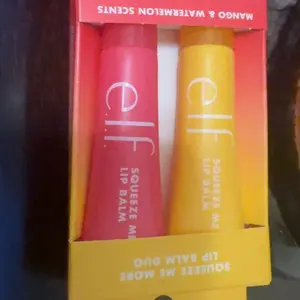 MANGO & WATERMELON SCENTS
e.l.f.
SQUEEZE ME
LIP BALM
e.l.f.
SQUEEZE ME
LIP BALM
SQUEEZE ME MORE
LIP BALM DUO